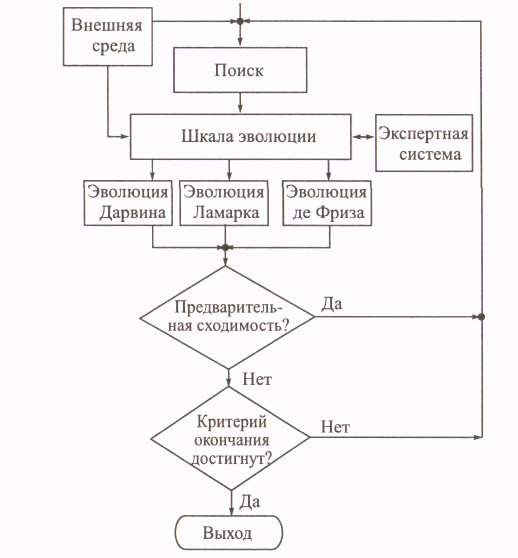 Внешняя
среда
Поиск
Шкала эволюции
Экспертная
система
Эволюция
Дарвина
Эволюция
Ламарка
Эволюция
де Фриза
Предваритель-
ная сходимость?
Да
Нет
Критерий
окончания
достигнут?
Нет
Да
Выход